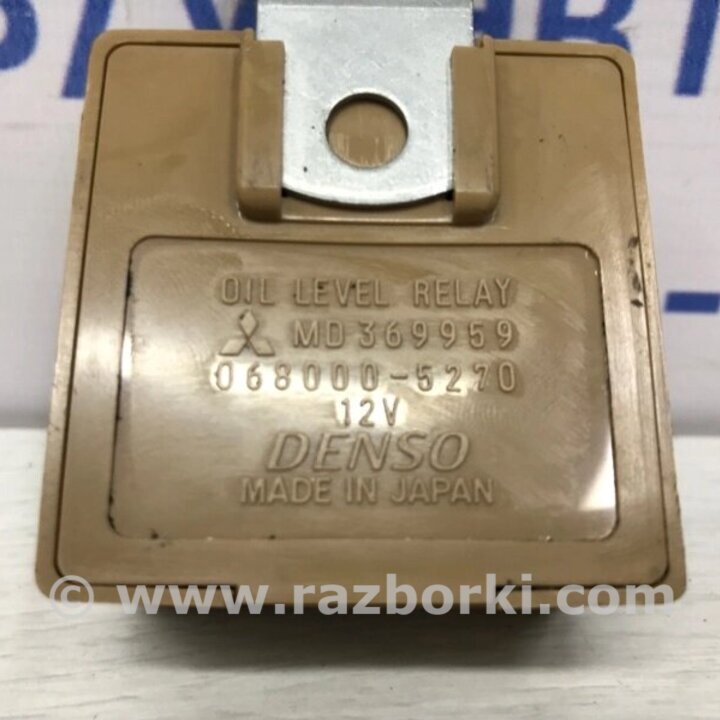 OIL LEVEL RELAY
MD369959
068000-5270
12V
DENSO
MADE IN JAPAN
© www.razborki.com